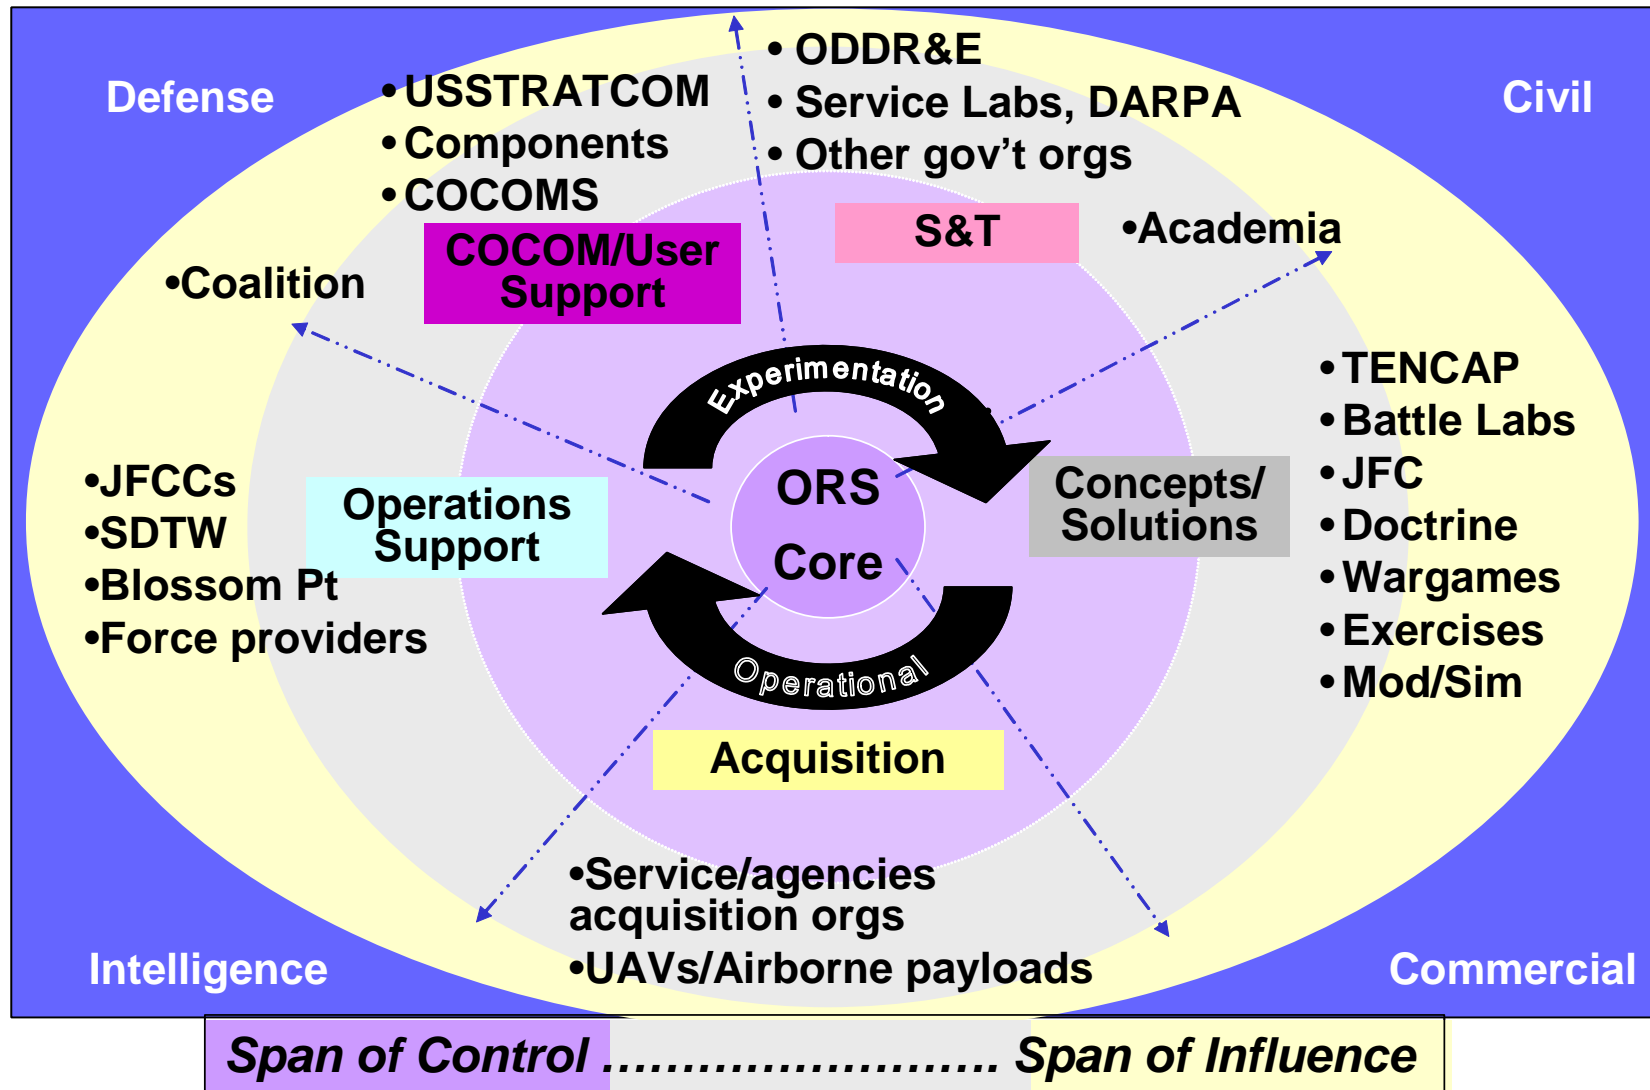 Defense
Civil
•USSTRATCOM
•Components
•COCOMS
• ODDR&E
• Service Labs, DARPA
• Other gov't orgs
COCOM/User
Support
S&T
•Academia
•Coalition
Experimentation
• TENCAP
• Battle Labs
• JFC
• Doctrine
• Wargames
• Exercises
• Mod/Sim
•JFCCs
•SDTW
•Blossom Pt
•Force providers
Operations
Support
ORS
Core
Concepts/
Solutions
Operational
Acquisition
•Service/agencies
acquisition orgs
•UAVs/Airborne payloads
Intelligence
Commercial
Span of Control ……………………. Span of Influence